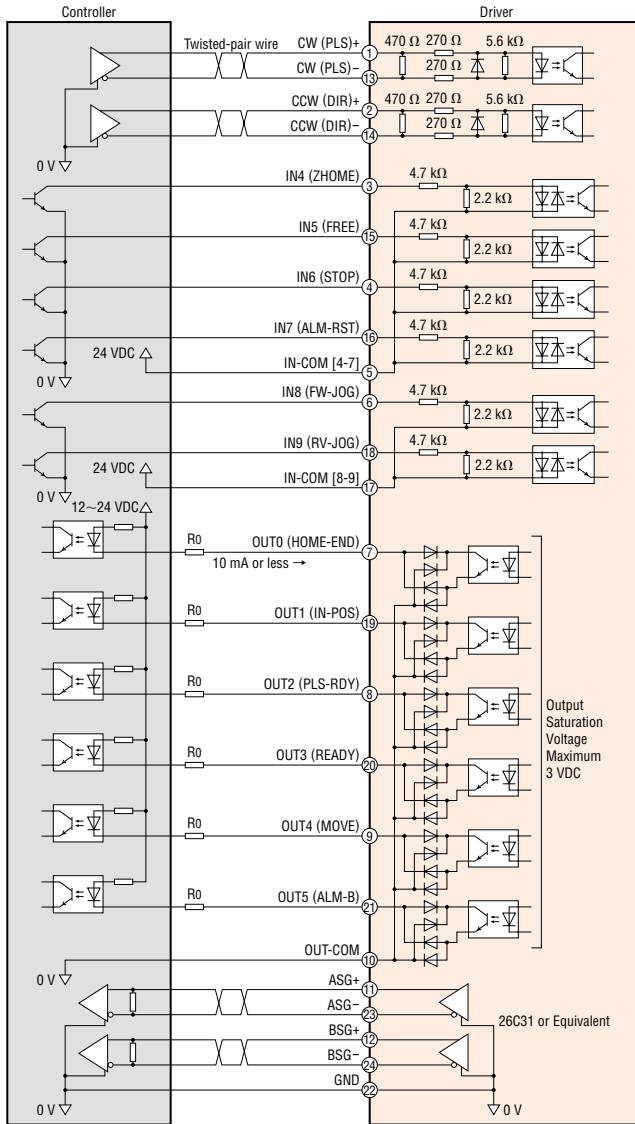 Controller
Driver
Twisted-pair wire
CW (PLS)+
1
470 Ω
270 Ω
5.6 kΩ
CW (PLS)−
13
270 Ω
CCW (DIR)+
2
470 Ω
270 Ω
5.6 kΩ
CCW (DIR)−
14
270 Ω
0 V
IN4 (ZHOME)
3
4.7 kΩ
2.2 kΩ
IN5 (FREE)
15
4.7 kΩ
2.2 kΩ
IN6 (STOP)
4
4.7 kΩ
2.2 kΩ
IN7 (ALM-RST)
16
4.7 kΩ
2.2 kΩ
24 VDC
IN-COM [4-7]
5
0 V
IN8 (FW-JOG)
6
4.7 kΩ
2.2 kΩ
IN9 (RV-JOG)
18
4.7 kΩ
2.2 kΩ
24 VDC
IN-COM [8-9]
17
0 V
12~24 VDC
R0
OUT0 (HOME-END)
7
10 mA or less →
R0
OUT1 (IN-POS)
19
R0
OUT2 (PLS-RDY)
8
Output
Saturation
Voltage
Maximum
3 VDC
R0
OUT3 (READY)
20
R0
OUT4 (MOVE)
9
R0
OUT5 (ALM-B)
21
OUT-COM
10
0 V
ASG+
11
ASG−
23
26C31 or Equivalent
BSG+
12
BSG−
24
GND
22
0 V
0 V